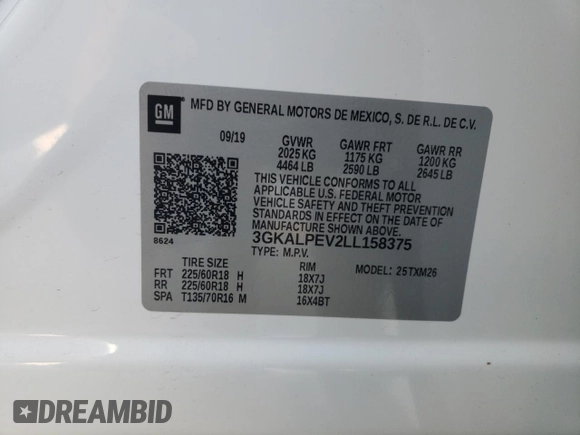 GM
MFD BY GENERAL MOTORS DE MEXICO, S. DE R.L. DE C.V.
09/19 GVWR GAWR FRT GAWR RR
2025 KG 1175 KG 1200 KG
4464 LB 2590 LB 2645 LB
THIS VEHICLE CONFORMS TO ALL
APPLICABLE U.S. FEDERAL MOTOR
VEHICLE SAFETY AND THEFT
PREVENTION STANDARDS IN EFFECT
ON THE DATE OF
MANUFACTURE SHOWN ABOVE.
8624
3GKALPEV2LL158375
TYPE: M.P.V.
TIRE SIZE RIM MODEL: 25TXM26
FRT 225/60R18 H 18X7J
RR 225/60R18 H 18X7J
SPA T135/70R16 M 16X4BT
DREAMBID